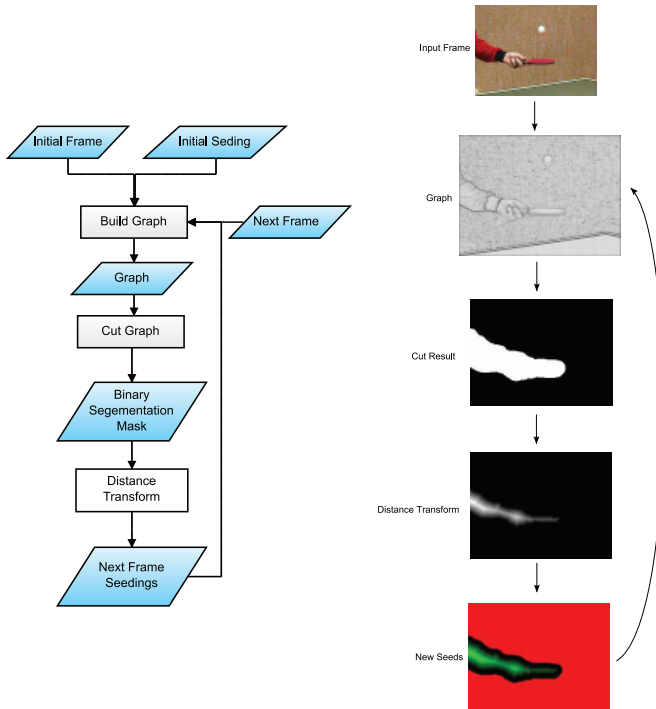 Initial Frame
Initial Seding
Build Graph
Next Frame
Graph
Cut Graph
Binary
Segementation
Mask
Distance
Transform
Next Frame
Seedings
Input Frame
Graph
Cut Result
Distance Transform
New Seeds